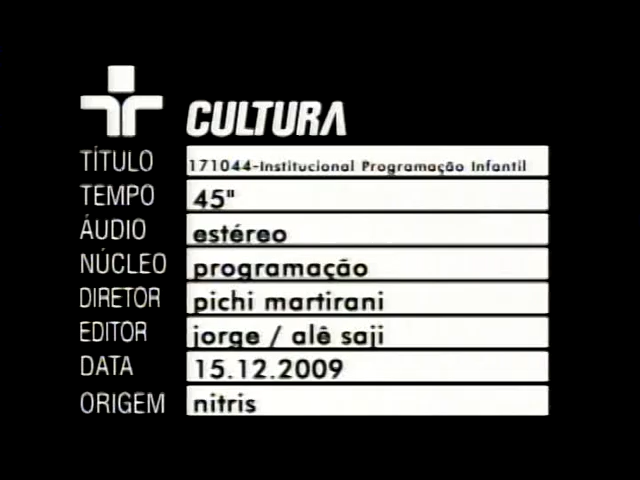 CULTURA
TÍTULO 171044-Institucional Programação Infantil
TEMPO 45"
ÁUDIO estéreo
NÚCLEO programação
DIRETOR pichi martirani
EDITOR jorge / alê saji
DATA 15.12.2009
ORIGEM nitris